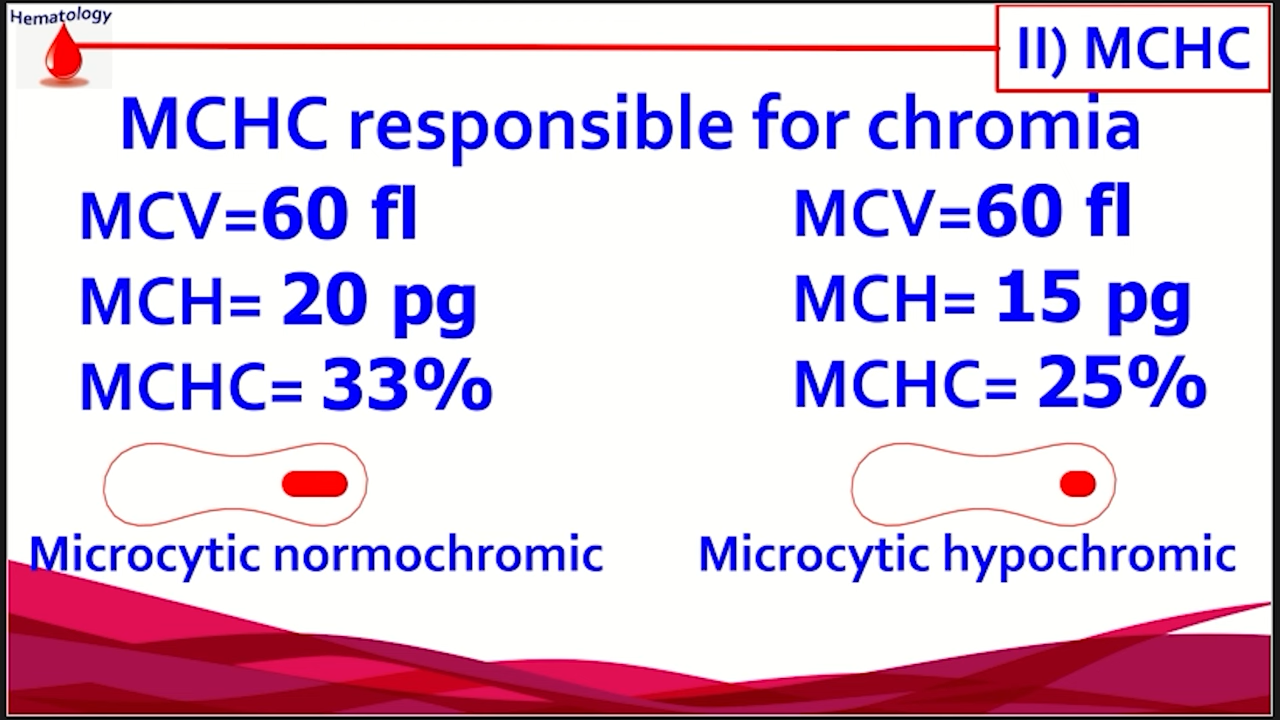 Hematology
II) MCHC
MCHC responsible for chromia
MCV=60 fl
MCH= 20 pg
MCHC= 33%
Microcytic normochromic
MCV=60 fl
MCH= 15 pg
MCHC= 25%
Microcytic hypochromic